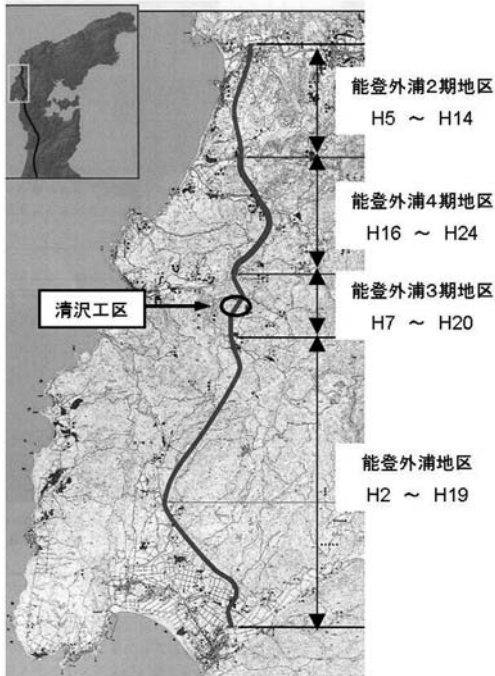 能登外浦2期地区
H5 ~ H14
能登外浦4期地区
H16 ~ H24
清沢工区
能登外浦3期地区
H7 ~ H20
能登外浦地区
H2 ~ H19